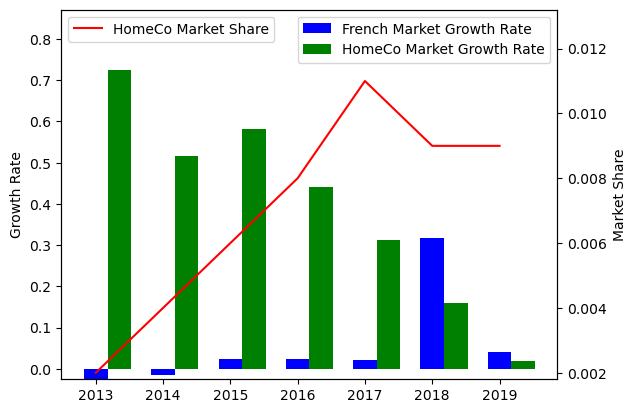 HomeCo Market Share
French Market Growth Rate
HomeCo Market Growth Rate
Growth Rate
0.8
0.7
0.6
0.5
0.4
0.3
0.2
0.1
0.0
0.012
0.010
0.008
0.006
0.004
0.002
Market Share
2013 2014 2015 2016 2017 2018 2019